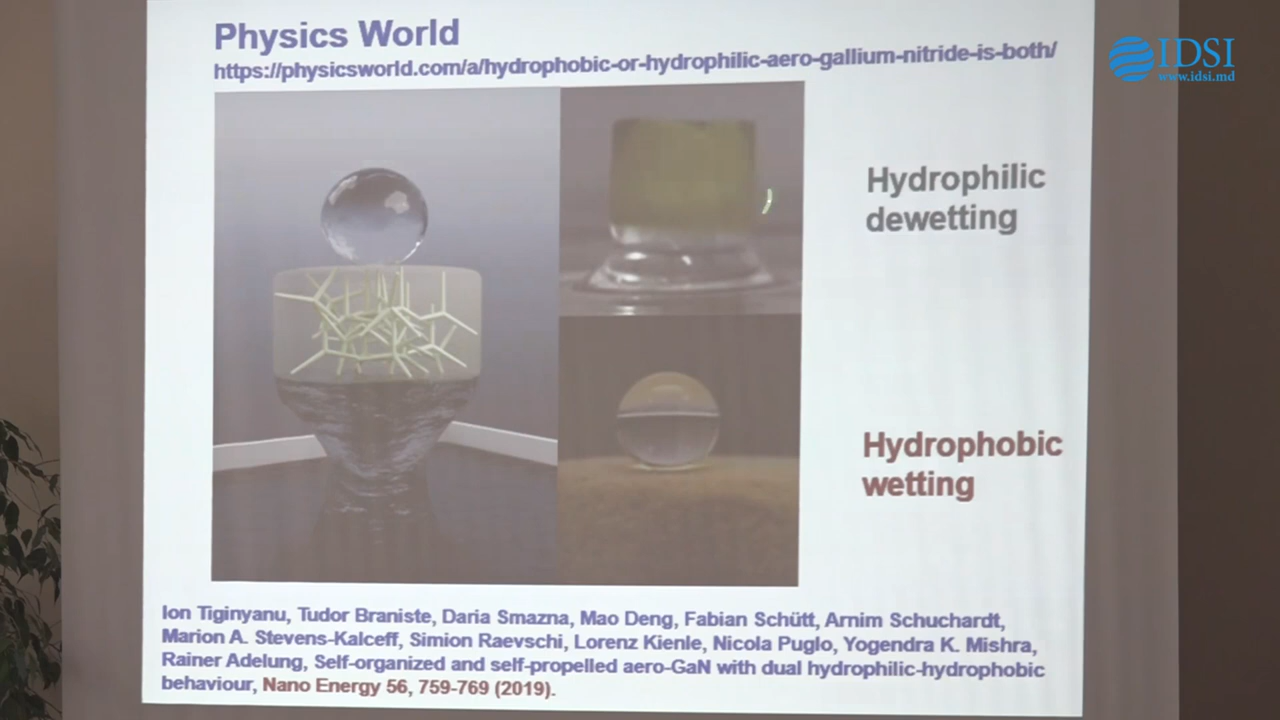 Physics World
https://physicsworld.com/a/hydrophobic-or-hydrophilic-aero-gallium-nitride-is-both/
IDSI
www.idsi.md
Hydrophilic
dewetting
Hydrophobic
wetting
Ion Tiginyanu, Tudor Braniste, Daria Smazna, Mao Deng, Fabian Schütt, Arnim Schuchardt,
Marion A. Stevens-Kalceff, Simion Raevschi, Lorenz Kienle, Nicola Puglo, Yogendra K. Mishra,
Rainer Adelung, Self-organized and self-propelled aero-GaN with dual hydrophilic-hydrophobic
behaviour, Nano Energy 56, 759-769 (2019).